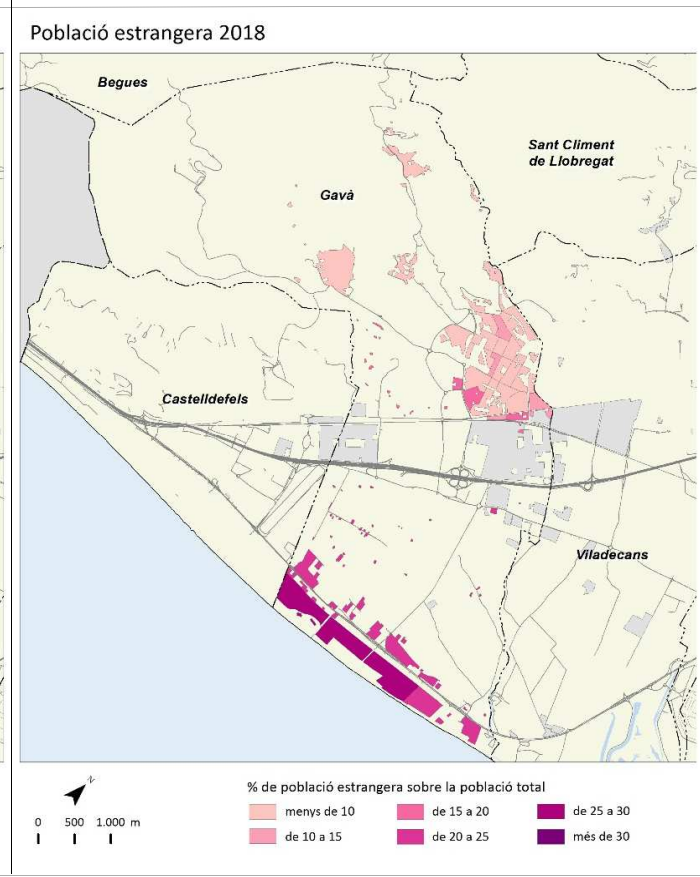 Població estrangera 2018
Begues
Sant Climent
de Llobregat
Gavà
Castelldefels
Viladecans
N
0 500 1.000 m
% de població estrangera sobre la població total
menys de 10
de 15 a 20
de 25 a 30
de 10 a 15
de 20 a 25
més de 30